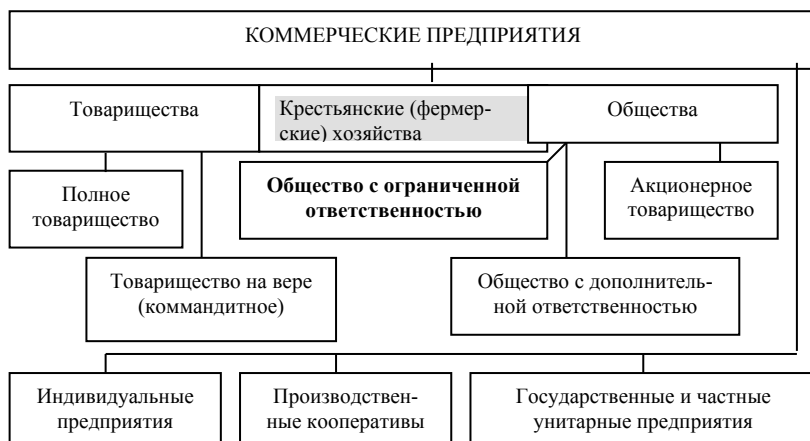 КОММЕРЧЕСКИЕ ПРЕДПРИЯТИЯ
Товарищества
Крестьянские (фермер-
ские) хозяйства
Общества
Полное
товарищество
Общество с ограниченной
ответственностью
Акционерное
товарищество
Товарищество на вере
(коммандитное)
Общество с дополнитель-
ной ответственностью
Индивидуальные
предприятия
Производствен-
ные кооперативы
Государственные и частные
унитарные предприятия